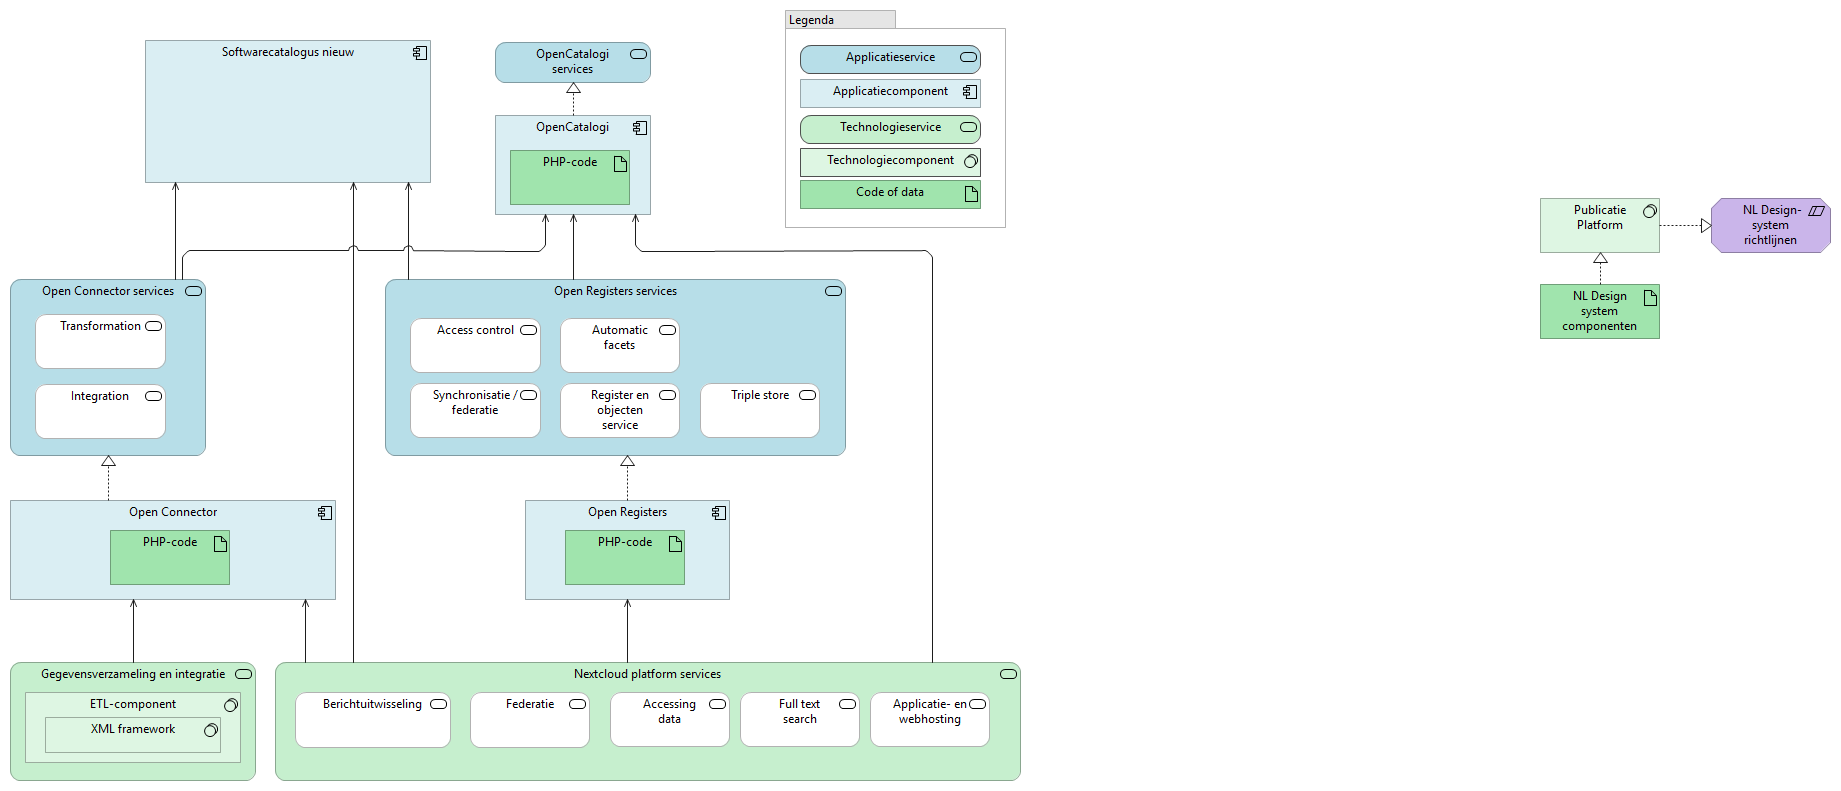 Legenda
Softwarecatalogus nieuw
OpenCatalogi
services
Applicatieservice
Applicatiecomponent
OpenCatalogi
Technologieservice
PHP-code
Technologiecomponent
Code of data
Publicatie
Platform
NL Design-
system
richtlijnen
NL Design
system
componenten
Open Connector services
Transformation
Integration
Open Registers services
Access control
Automatic
facets
Synchronisatie /
federatie
Register en
objecten
service
Triple store
Open Connector
PHP-code
Open Registers
PHP-code
Gegevensverzameling en integratie
ETL-component
XML framework
Nextcloud platform services
Berichtuitwisseling
Federatie
Accessing
data
Full text
search
Applicatie- en
webhosting